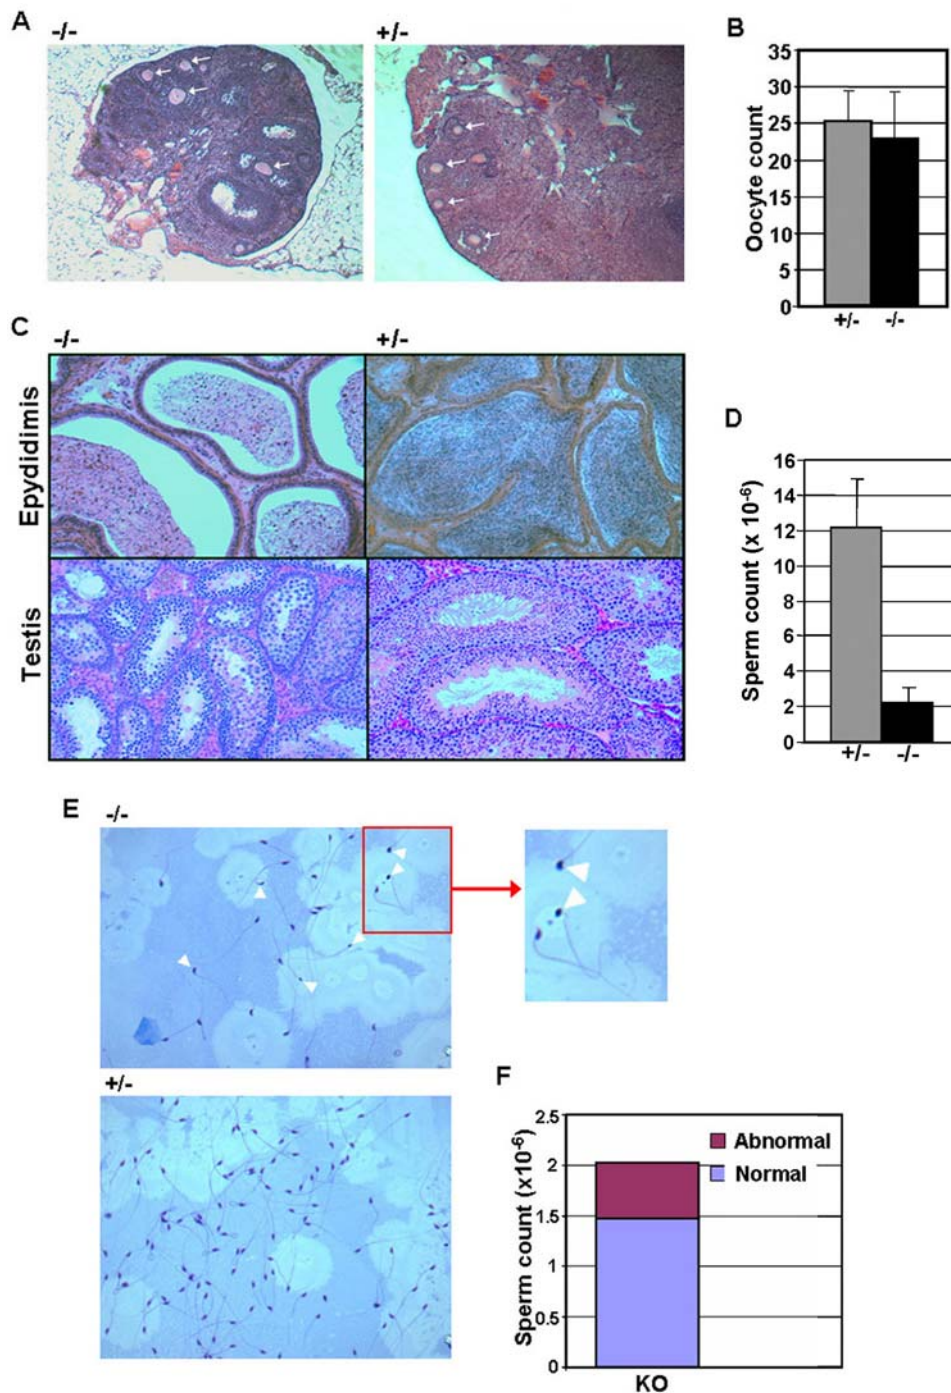 A
-/-
+/-
B
35
30
25
20
15
10
5
0
Oocyte count
+/- -/-
C
-/-
+/-
Epydidimis
Testis
D
16
14
12
10
8
6
4
2
0
Sperm count (x 10⁻⁶)
+/- -/-
E
-/-
+/-
F
2.5
2
1.5
1
0.5
0
Sperm count (x10⁻⁶)
Abnormal
Normal
KO